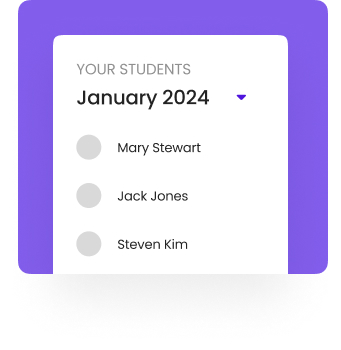 YOUR STUDENTS
January 2024
Mary Stewart
Jack Jones
Steven Kim